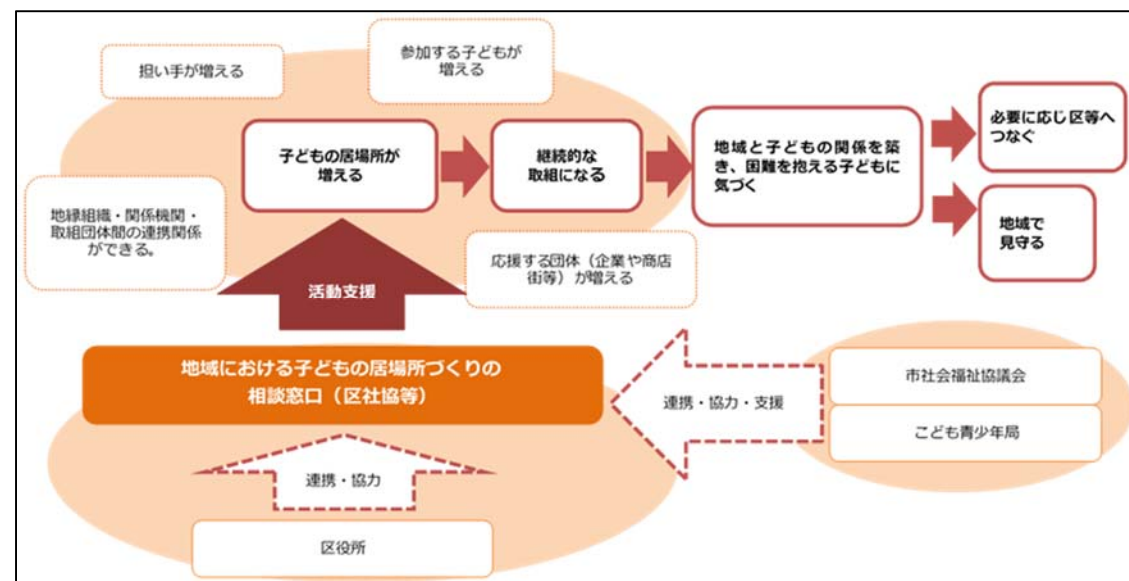 担い手が増える
参加する子どもが
増える
子どもの居場所が
増える
継続的な
取組になる
地域と子どもの関係を築
き、困難を抱える子どもに
気づく
必要に応じ区等へ
つなぐ
地域で
見守る
地縁組織・関係機関・
取組団体間の連携関係
ができる。
応援する団体（企業や商店
街等）が増える
活動支援
地域における子どもの居場所づくりの
相談窓口（区社協等）
連携・協力・支援
市社会福祉協議会
こども青少年局
連携・協力
区役所